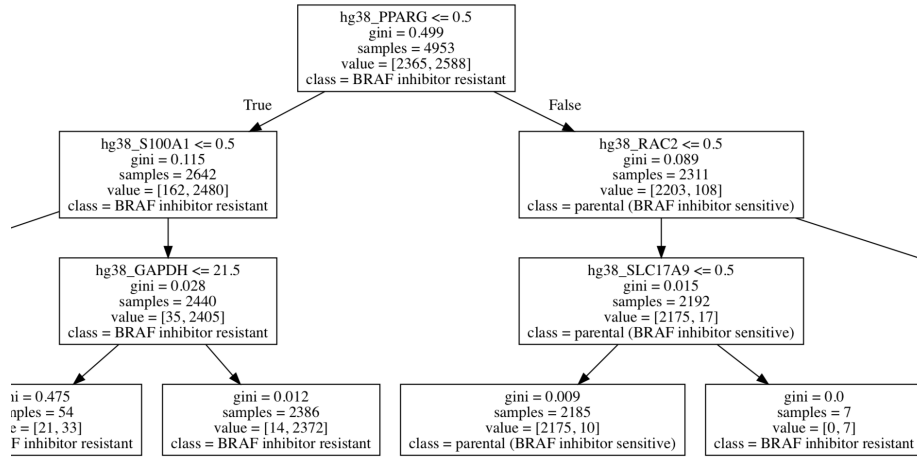 hg38_PPARG <= 0.5
gini = 0.499
samples = 4953
value = [2365, 2588]
class = BRAF inhibitor resistant
True
False
hg38_S100A1 <= 0.5
gini = 0.115
samples = 2642
value = [162, 2480]
class = BRAF inhibitor resistant
hg38_RAC2 <= 0.5
gini = 0.089
samples = 2311
value = [2203, 108]
class = parental (BRAF inhibitor sensitive)
hg38_GAPDH <= 21.5
gini = 0.028
samples = 2440
value = [35, 2405]
class = BRAF inhibitor resistant
hg38_SLC17A9 <= 0.5
gini = 0.015
samples = 2192
value = [2175, 17]
class = parental (BRAF inhibitor sensitive)
= 0.475
= 54
= [21, 33]
inhibitor resistant
gini = 0.012
samples = 2386
value = [14, 2372]
class = BRAF inhibitor resistant
gini = 0.009
samples = 2185
value = [2175, 10]
class = parental (BRAF inhibitor sensitive)
gini = 0.0
samples = 7
value = [0, 7]
class = BRAF inhibitor resistant